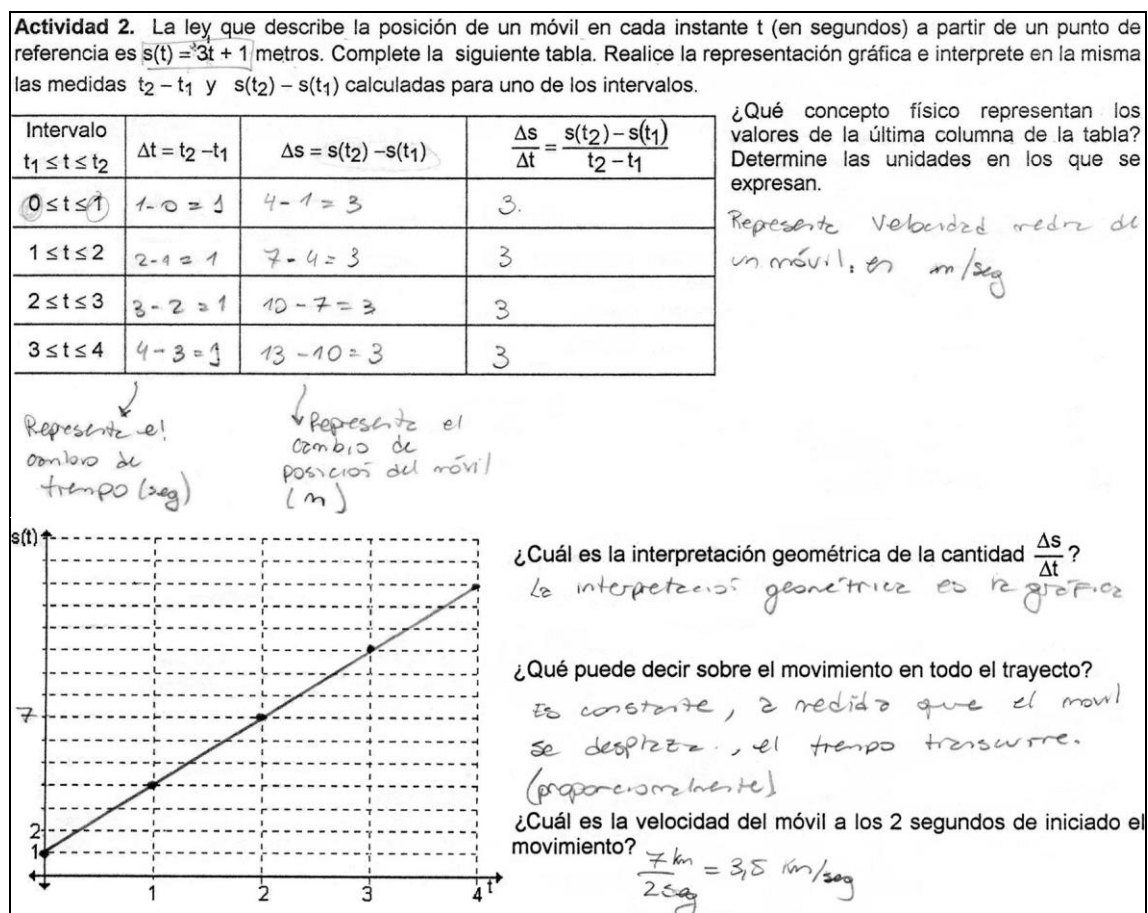 Actividad 2. La ley que describe la posición de un móvil en cada instante t (en segundos) a partir de un punto de
referencia es s(t) = 3t + 1 metros. Complete la siguiente tabla. Realice la representación gráfica e interprete en la misma
las medidas t₂ – t₁ y s(t₂) – s(t₁) calculadas para uno de los intervalos.
Intervalo
t₁ ≤ t ≤ t₂
Δt = t₂ –t₁
Δs = s(t₂) –s(t₁)
Δs/Δt = (s(t₂) – s(t₁))/(t₂ – t₁)
0 ≤ t ≤ 1 1-0 = 1 4-1 = 3 3.
1 ≤ t ≤ 2 2-1 = 1 7-4 = 3 3
2 ≤ t ≤ 3 3-2 = 1 10-7 = 3 3
3 ≤ t ≤ 4 4-3 = 1 13-10 = 3 3
¿Qué concepto físico representan los
valores de la última columna de la tabla?
Determine las unidades en los que se
expresan.
Representa Velocidad media de
un móvil. en m/seg
Representa el
cambio de
tiempo (seg)
Representa el
cambio de
posición del móvil
(m)
s(t)
7
2
1
1 2 3 4 t
¿Cuál es la interpretación geométrica de la cantidad Δs/Δt?
La interpretación geométrica es la gráfica
¿Qué puede decir sobre el movimiento en todo el trayecto?
Es constante, a medida que el movil
se desplaza, el tiempo transcurre.
(proporcionalmente)
¿Cuál es la velocidad del móvil a los 2 segundos de iniciado el
movimiento?
7 km/2 seg = 3,5 Km/seg